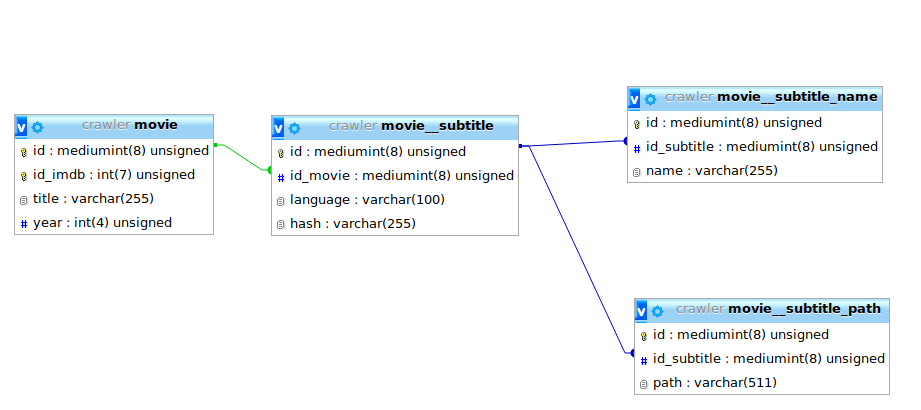 v crawler movie
id : mediumint(8) unsigned
id_imdb : int(7) unsigned
title : varchar(255)
# year : int(4) unsigned
v crawler movie__subtitle
id : mediumint(8) unsigned
# id_movie : mediumint(8) unsigned
language : varchar(100)
hash : varchar(255)
v crawler movie__subtitle_name
id : mediumint(8) unsigned
# id_subtitle : mediumint(8) unsigned
name : varchar(255)
v crawler movie__subtitle_path
id : mediumint(8) unsigned
# id_subtitle : mediumint(8) unsigned
path : varchar(511)